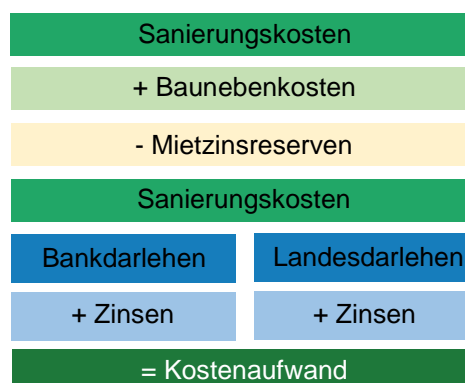 Sanierungskosten
+ Baunebenkosten
- Mietzinsreserven
Sanierungskosten
Bankdarlehen Landesdarlehen
+ Zinsen + Zinsen
= Kostenaufwand